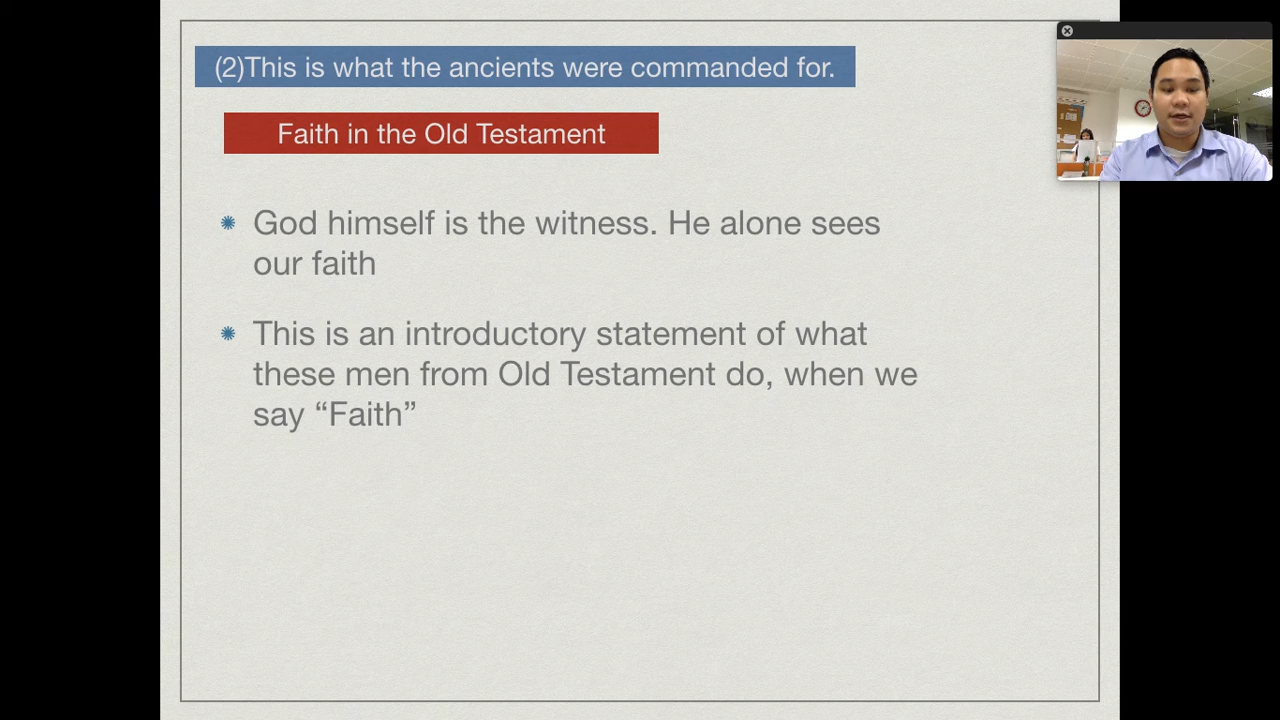 (2)This is what the ancients were commanded for.
Faith in the Old Testament
God himself is the witness. He alone sees
our faith
This is an introductory statement of what
these men from Old Testament do, when we
say “Faith”